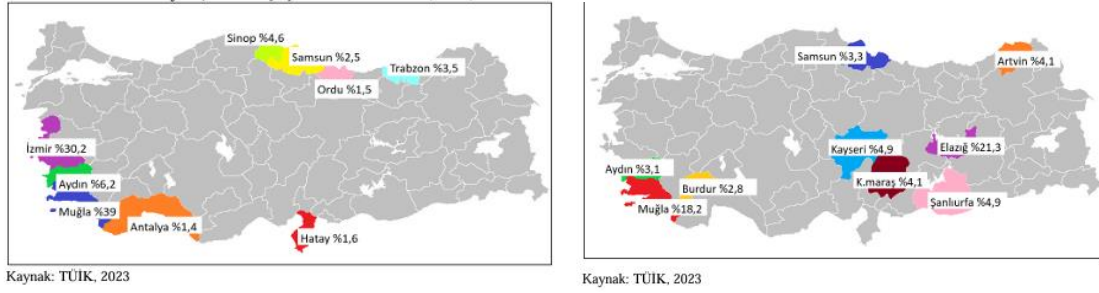 Sinop %4,6
Samsun %2,5
Trabzon %3,5
Ordu %1,5
İzmir %30,2
Aydın %6,2
Muğla %39
Antalya %1,4
Hatay %1,6
Kaynak: TÜİK, 2023
Samsun %3,3
Artvin %4,1
Kayseri %4,9
Elazığ %21,3
Aydın %3,1
Burdur %2,8
K.maraş %4,1
Muğla %18,2
Şanlıurfa %4,9
Kaynak: TÜİK, 2023